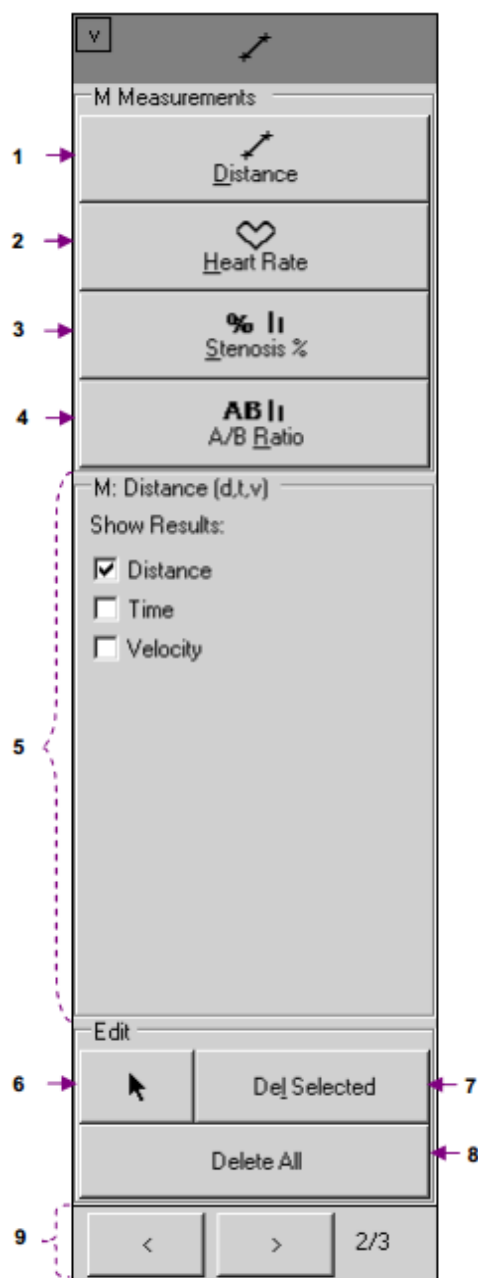 v
M Measurements
1
Distance
2
Heart Rate
3
% 
Stenosis %
4
AB
A/B Ratio
M: Distance (d,t,v)
Show Results:
Distance
Time
Velocity
5
Edit
6
Del Selected
7
Delete All
8
9
< > 2/3